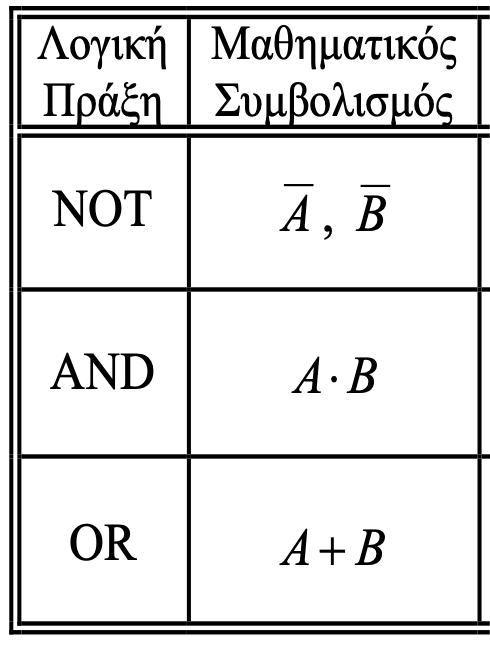 Λογική Μαθηματικός
Πράξη Συμβολισμός
NOT A̅ , B̅
AND A · B
OR A + B